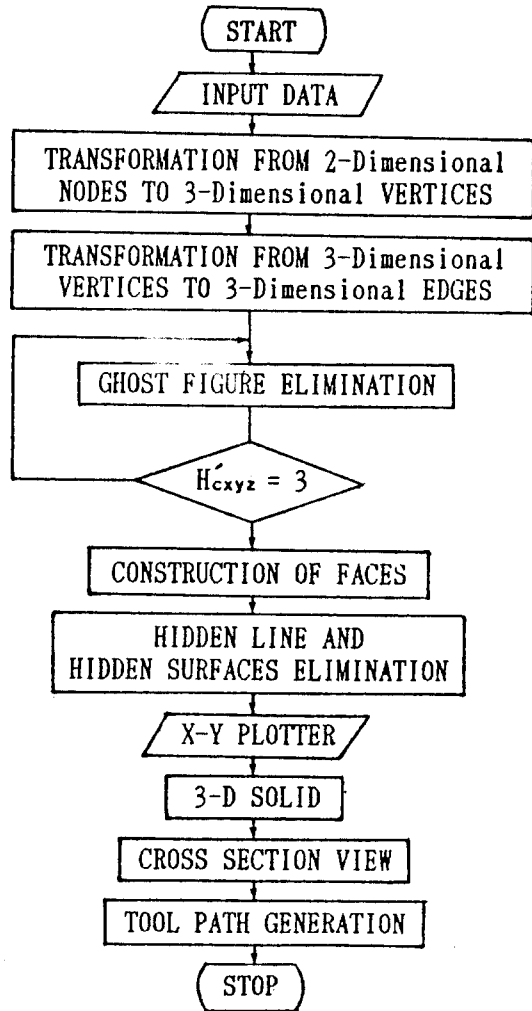 START
INPUT DATA
TRANSFORMATION FROM 2-Dimensional
NODES TO 3-Dimensional VERTICES
TRANSFORMATION FROM 3-Dimensional
VERTICES TO 3-Dimensional EDGES
GHOST FIGURE ELIMINATION
H′cxyz = 3
CONSTRUCTION OF FACES
HIDDEN LINE AND
HIDDEN SURFACES ELIMINATION
X-Y PLOTTER
3-D SOLID
CROSS SECTION VIEW
TOOL PATH GENERATION
STOP